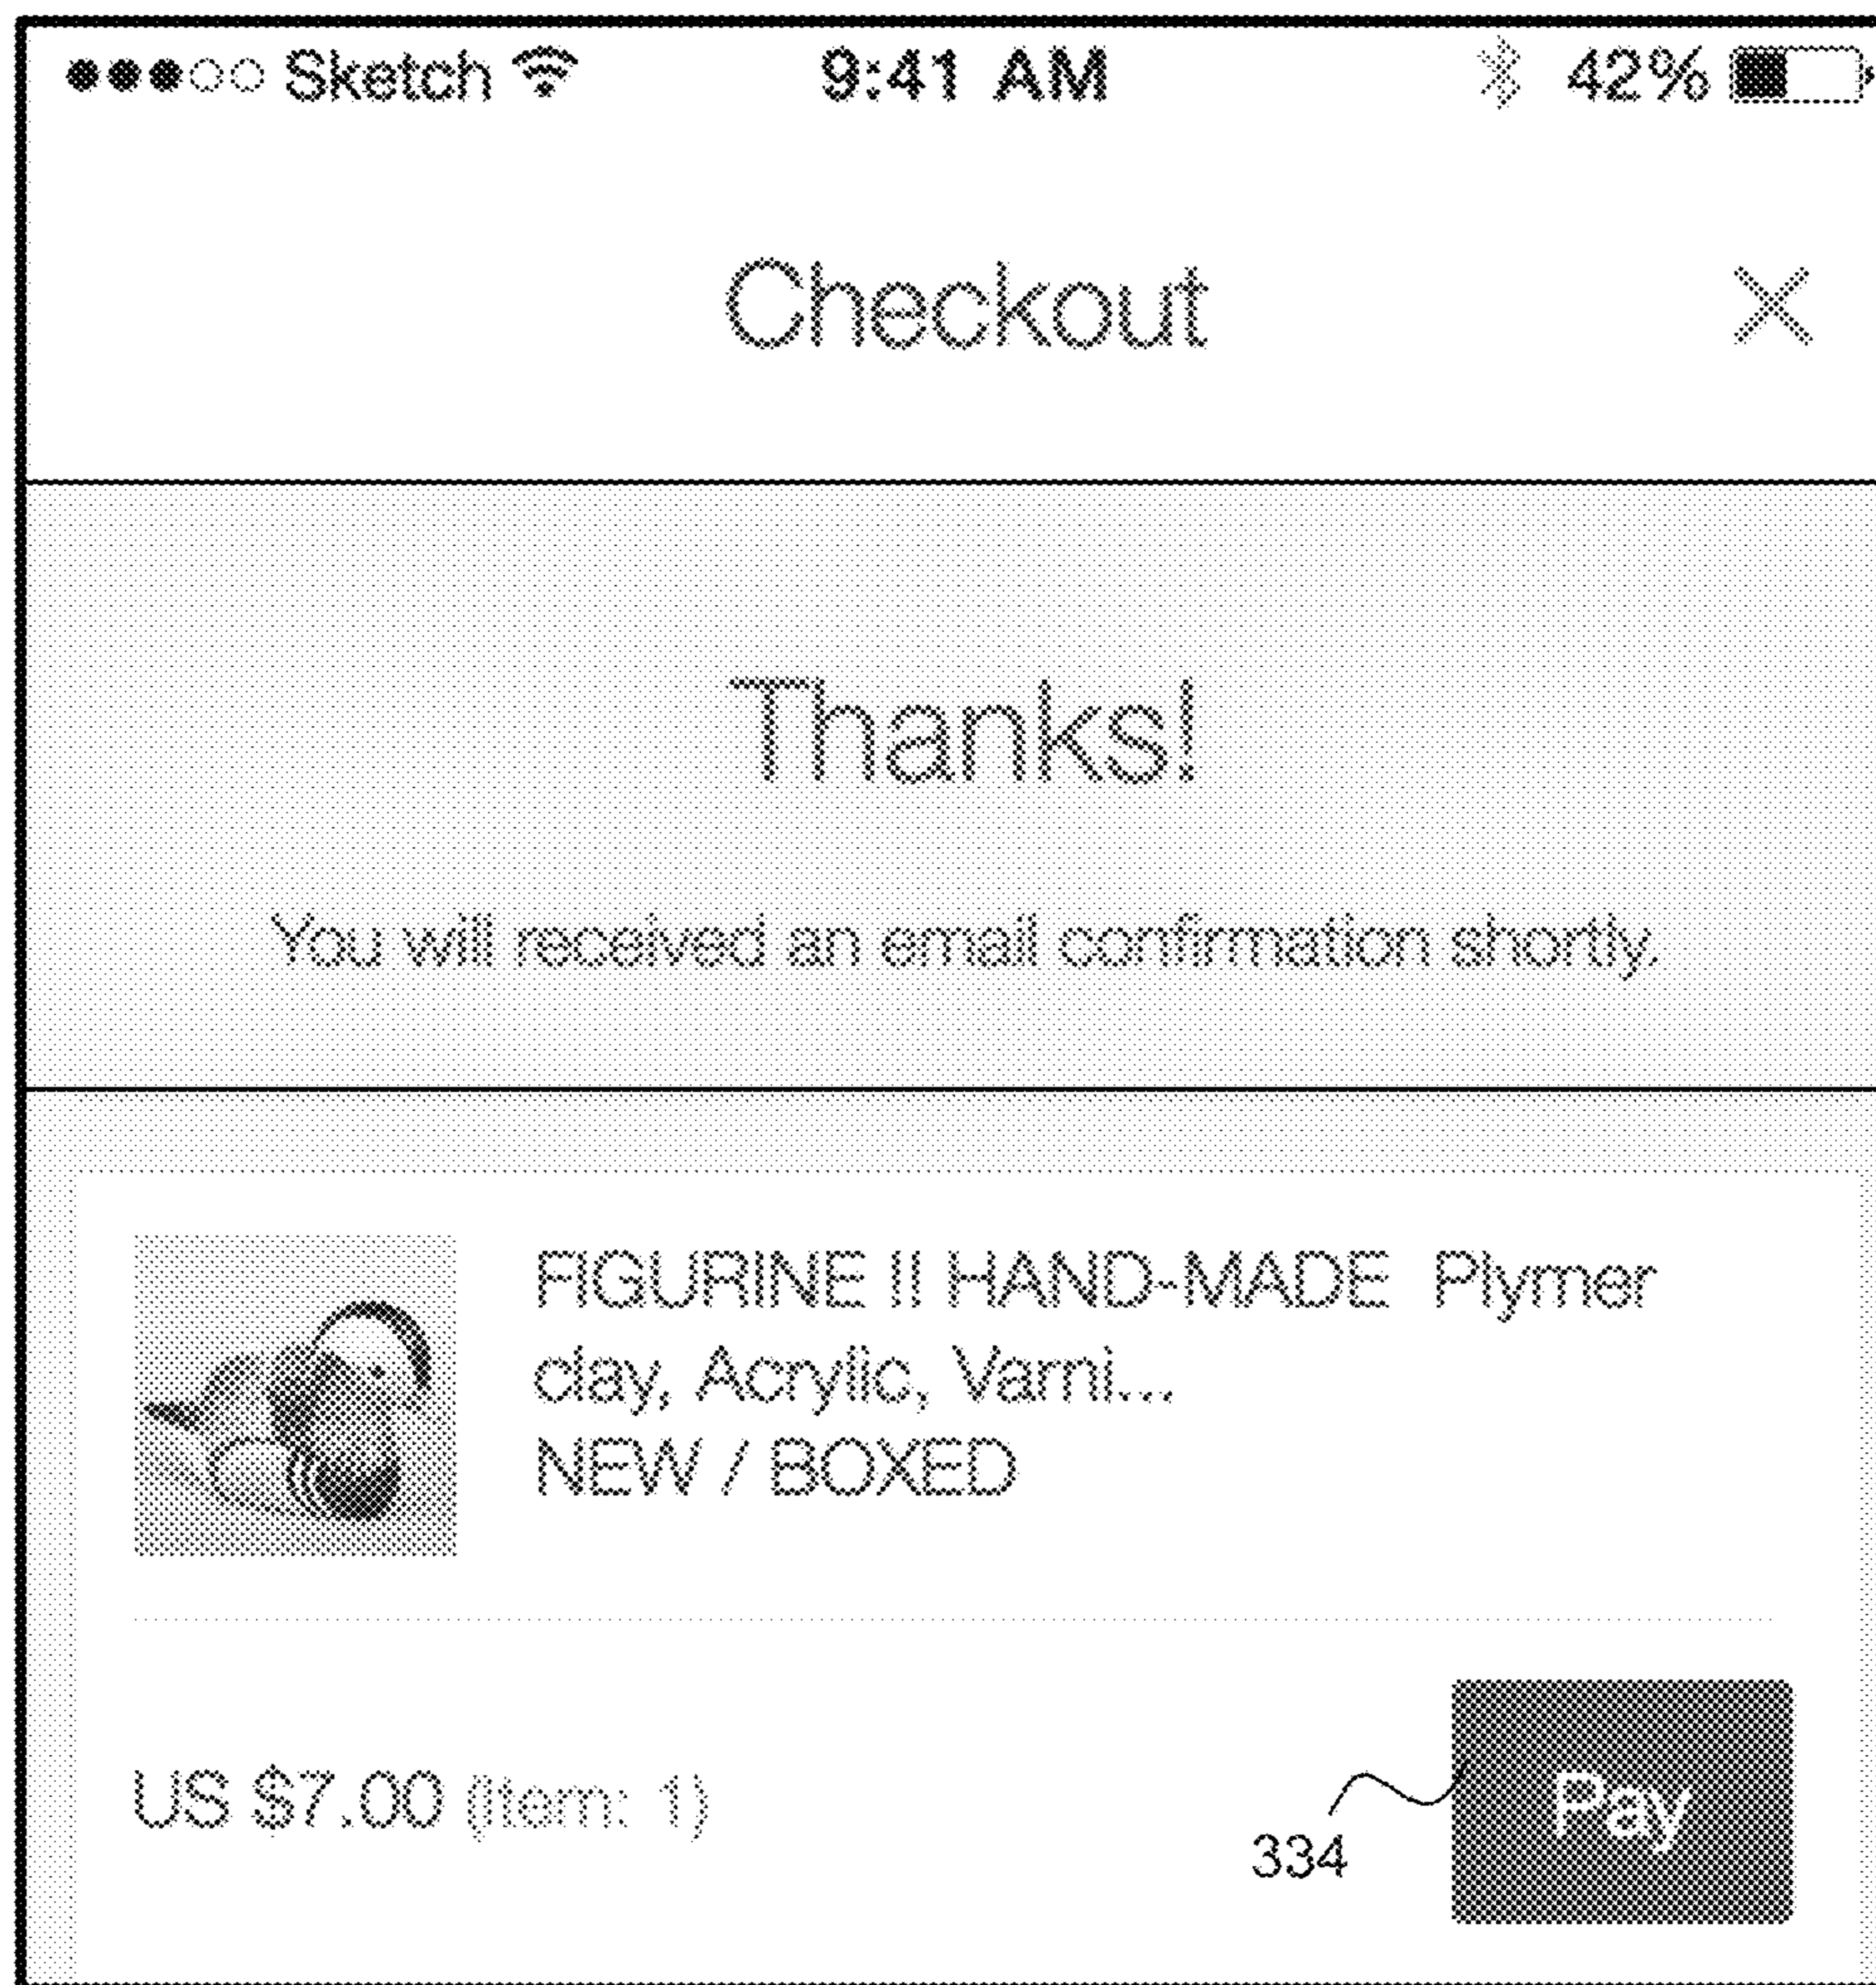 Sketch 9:41 AM 42%
Checkout
Thanks!
You will received an email confirmation shortly.
FIGURINE II HAND-MADE Plymer
clay, Acrylic, Varni...
NEW / BOXED
US $7.00 (item: 1)
334
Pay